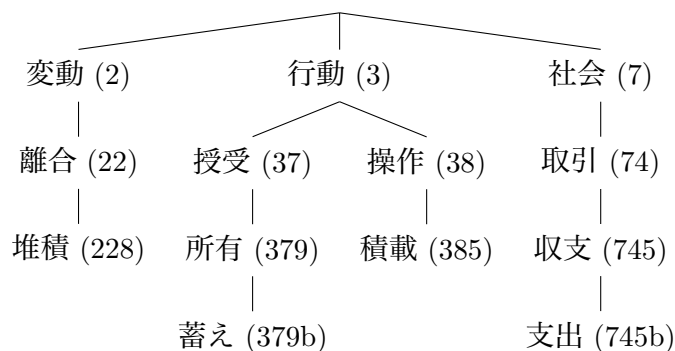 変動 (2) 行動 (3) 社会 (7)
離合 (22) 授受 (37) 操作 (38) 取引 (74)
堆積 (228) 所有 (379) 積載 (385) 収支 (745)
蓄え (379b) 支出 (745b)